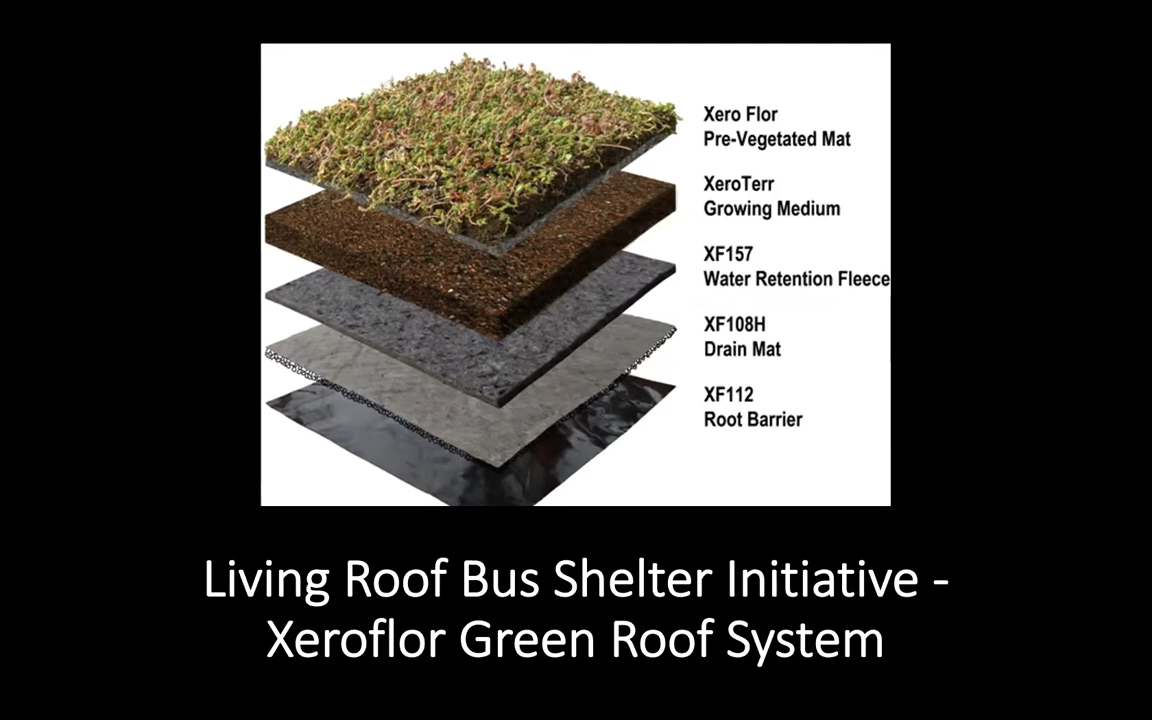 Xero Flor
Pre-Vegetated Mat
XeroTerr
Growing Medium
XF157
Water Retention Fleece
XF108H
Drain Mat
XF112
Root Barrier
Living Roof Bus Shelter Initiative -
Xeroflor Green Roof System